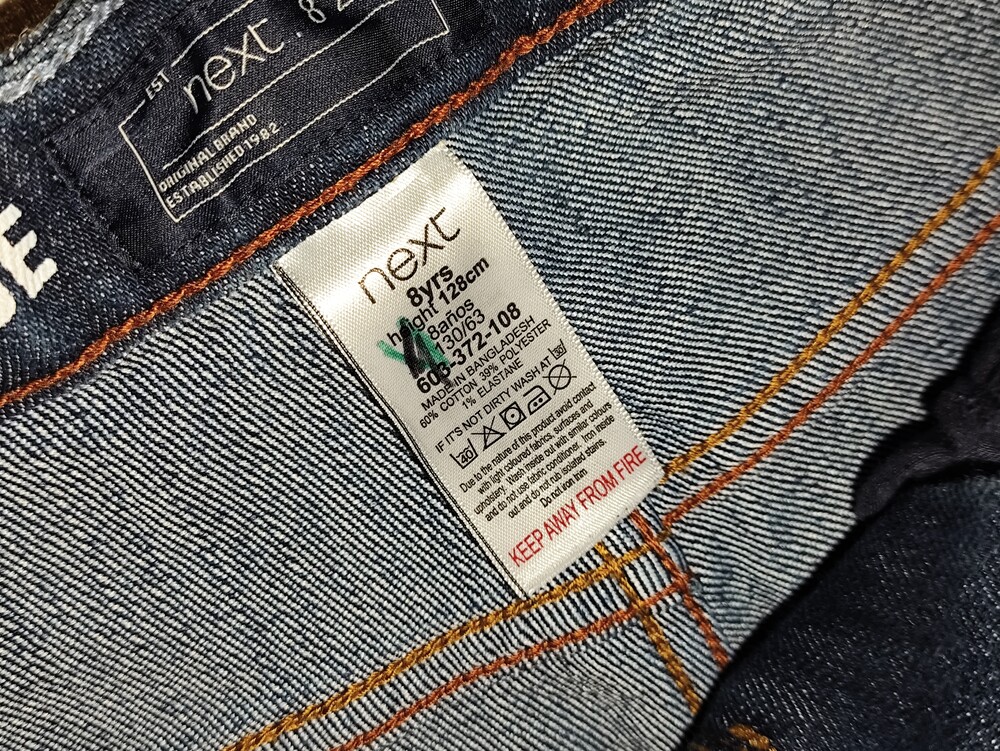 next. 82
EST
ORIGINAL BRAND
ESTABLISHED 1982
next
8yrs
height 128cm
8años
130/63
603-372-108
MADE IN BANGLADESH
60% COTTON 39% POLYESTER
1% ELASTANE
IF IT'S NOT DIRTY WASH AT 30
40
Due to the nature of this product avoid contact
with light coloured fabrics, surfaces and
upholstery. Wash inside out with similar colours
and do not use fabric conditioner. Iron inside
out and do not rub isolated stains.
Do not iron trim
KEEP AWAY FROM FIRE